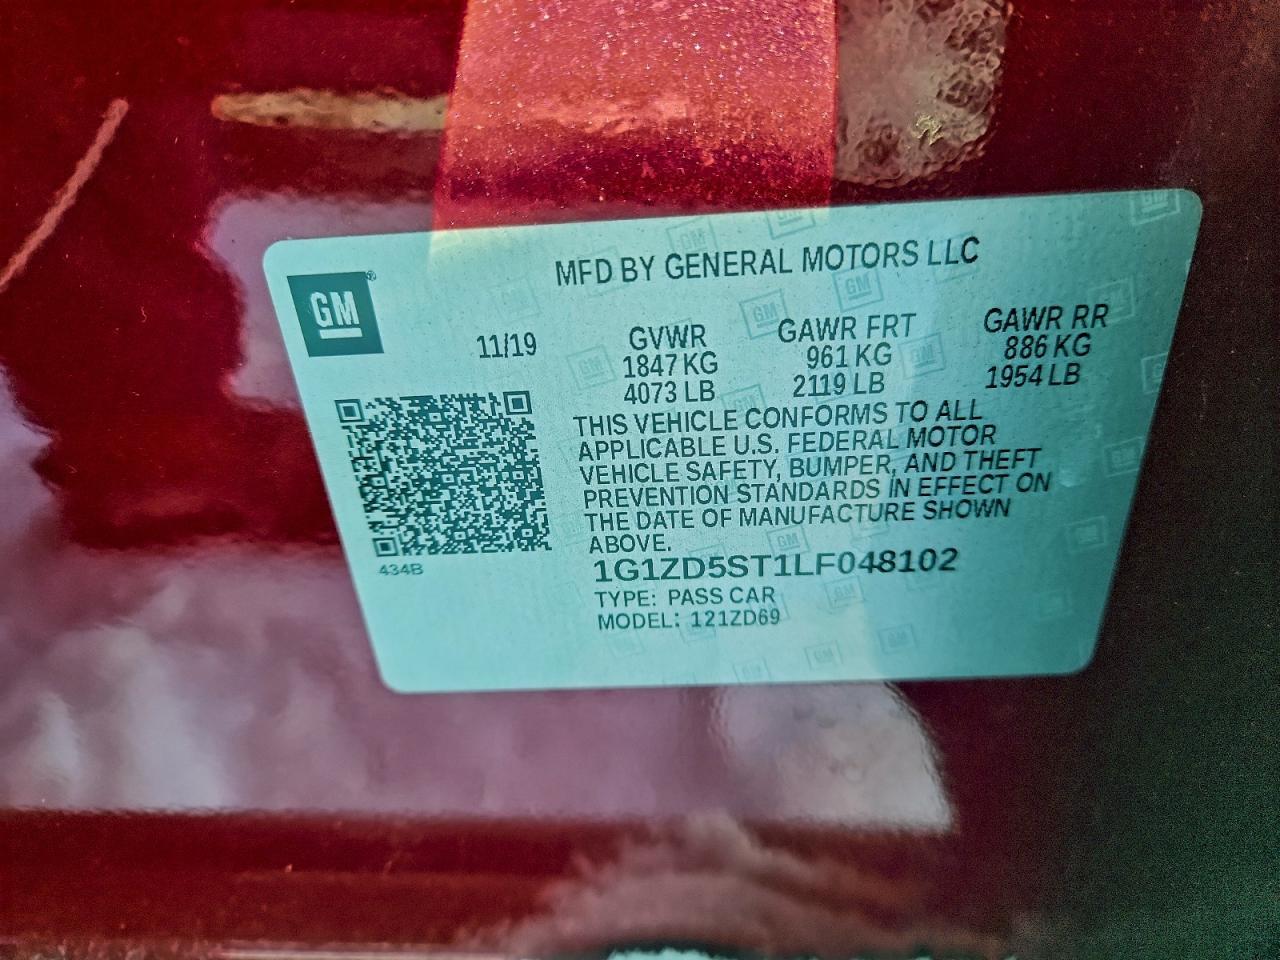 GM®
MFD BY GENERAL MOTORS LLC
11/19
GVWR
1847 KG
4073 LB
GAWR FRT
961 KG
2119 LB
GAWR RR
886 KG
1954 LB
THIS VEHICLE CONFORMS TO ALL
APPLICABLE U.S. FEDERAL MOTOR
VEHICLE SAFETY, BUMPER, AND THEFT
PREVENTION STANDARDS IN EFFECT ON
THE DATE OF MANUFACTURE SHOWN
ABOVE.
1G1ZD5ST1LF048102
TYPE: PASS CAR
MODEL: 121ZD69
434B